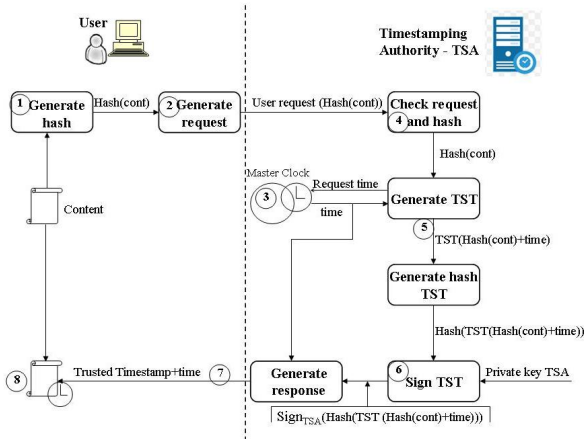 User
Timestamping
Authority - TSA
1 Generate
hash
Hash(cont)
2 Generate
request
User request (Hash(cont))
Check request
4 and hash
Hash(cont)
Master Clock
3
Request time
time
Generate TST
5
TST(Hash(cont)+time)
Content
Generate hash
TST
Hash(TST(Hash(cont)+time))
8
Trusted Timestamp+time
7
Generate
response
6
Sign TST
Private key TSA
SignTSA(Hash(TST (Hash(cont)+time)))